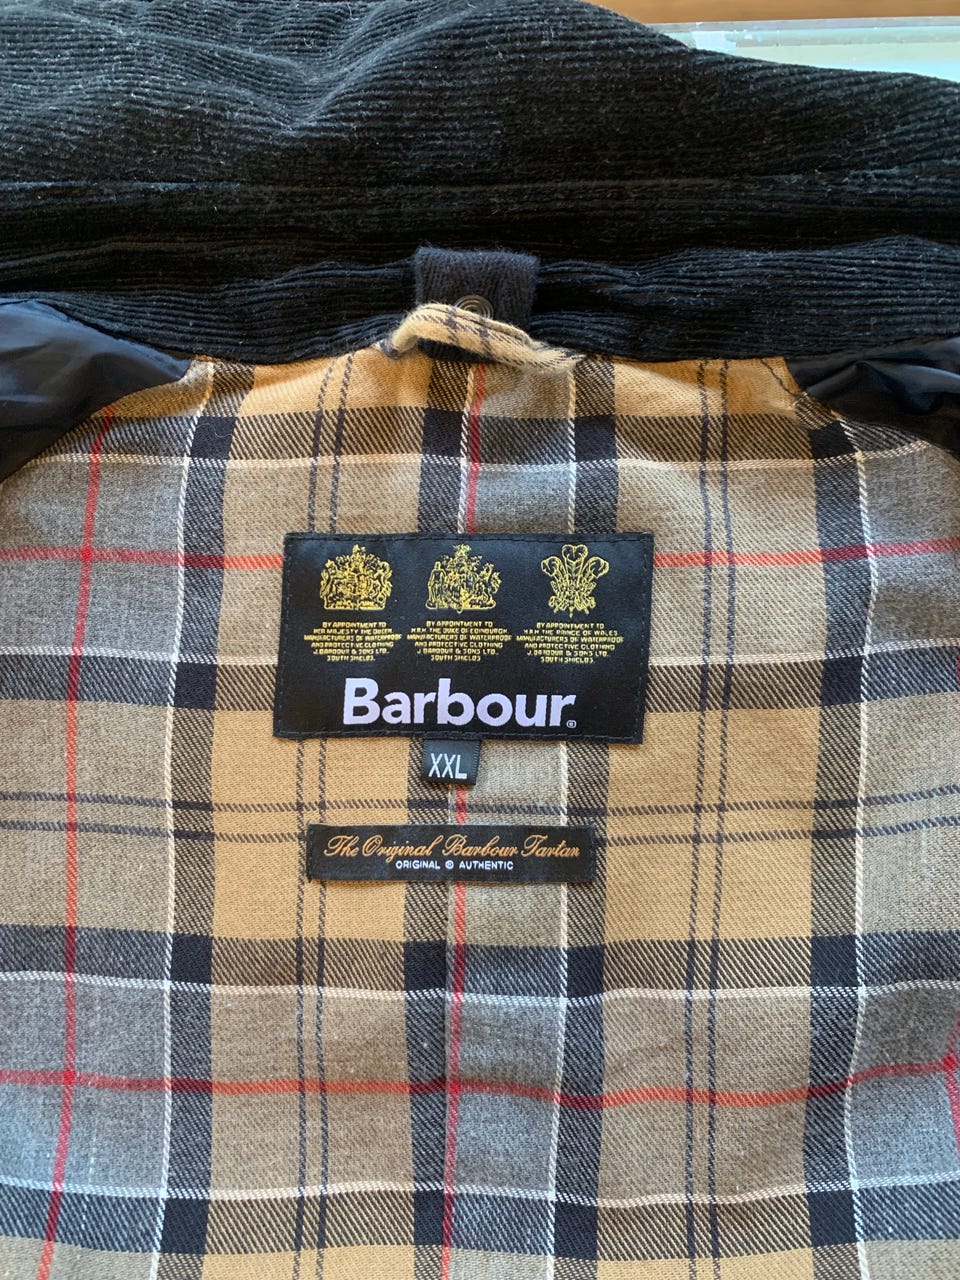 BY APPOINTMENT TO
HER MAJESTY THE QUEEN
MANUFACTURERS OF WATERPROOF
AND PROTECTIVE CLOTHING
J. BARBOUR & SONS LTD.
SOUTH SHIELDS.
BY APPOINTMENT TO
H.R.H. THE DUKE OF EDINBURGH
MANUFACTURERS OF WATERPROOF
AND PROTECTIVE CLOTHING
J. BARBOUR & SONS LTD.
SOUTH SHIELDS
BY APPOINTMENT TO
H.R.H. THE PRINCE OF WALES
MANUFACTURERS OF WATERPROOF
AND PROTECTIVE CLOTHING
J. BARBOUR & SONS LTD.
SOUTH SHIELDS.
Barbour®
XXL
The Original Barbour Tartan
ORIGINAL @ AUTHENTIC